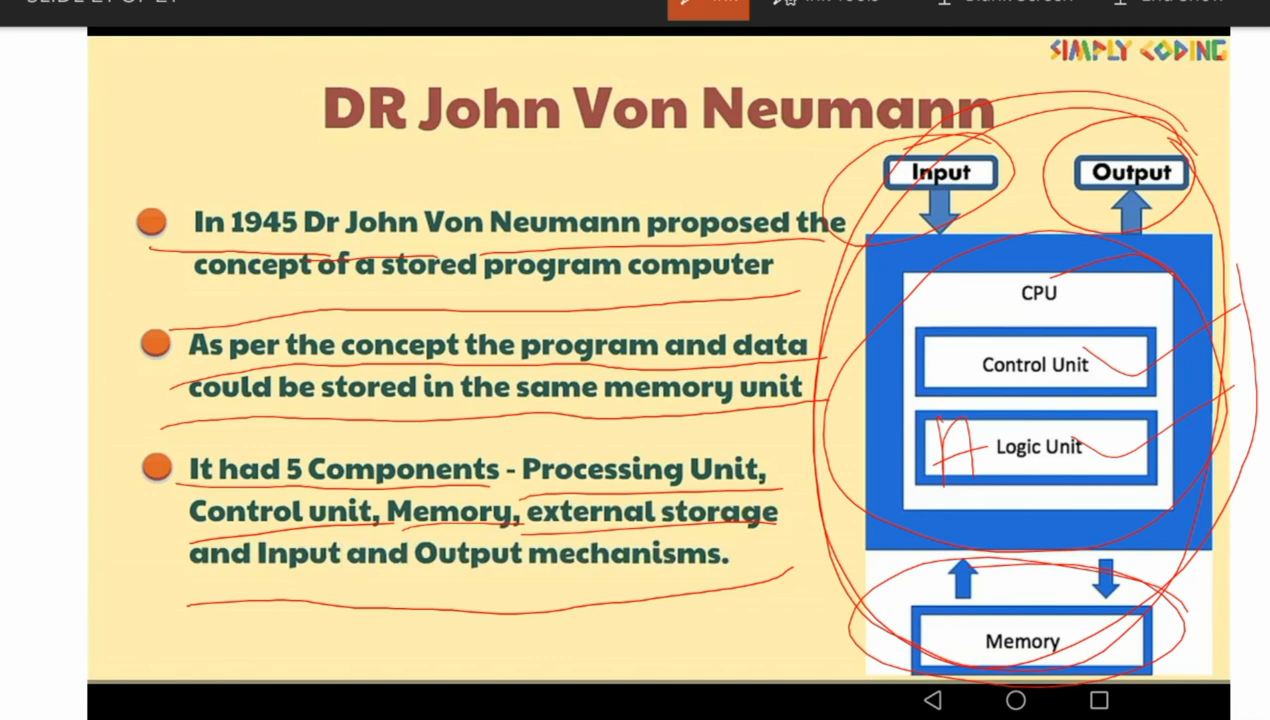 SIMPLY CODING
DR John Von Neumann
Input
Output
In 1945 Dr John Von Neumann proposed the
concept of a stored program computer
As per the concept the program and data
could be stored in the same memory unit
It had 5 Components - Processing Unit,
Control unit, Memory, external storage
and Input and Output mechanisms.
CPU
Control Unit
A
Logic Unit
Memory